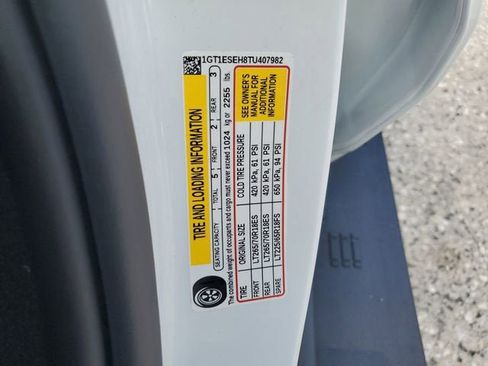 1GT1ESEH8TU407982
TIRE AND LOADING INFORMATION
SEATING CAPACITY TOTAL 5 FRONT 2 REAR 3
The combined weight of occupants and cargo must never exceed 1024 kg or 2255 lbs.
TIRE ORIGINAL SIZE COLD TIRE PRESSURE
FRONT LT265/70R18ES 420 kPa, 61 PSI
REAR LT265/70R18ES 420 kPa, 61 PSI
SPARE LT225/65R18FS 650 kPa, 94 PSI
SEE OWNER'S
MANUAL FOR
ADDITIONAL
INFORMATION